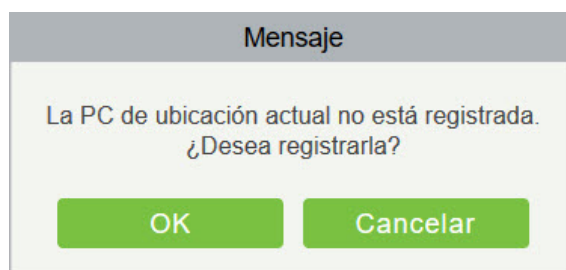 Mensaje
La PC de ubicación actual no está registrada.
¿Desea registrarla?
OK
Cancelar